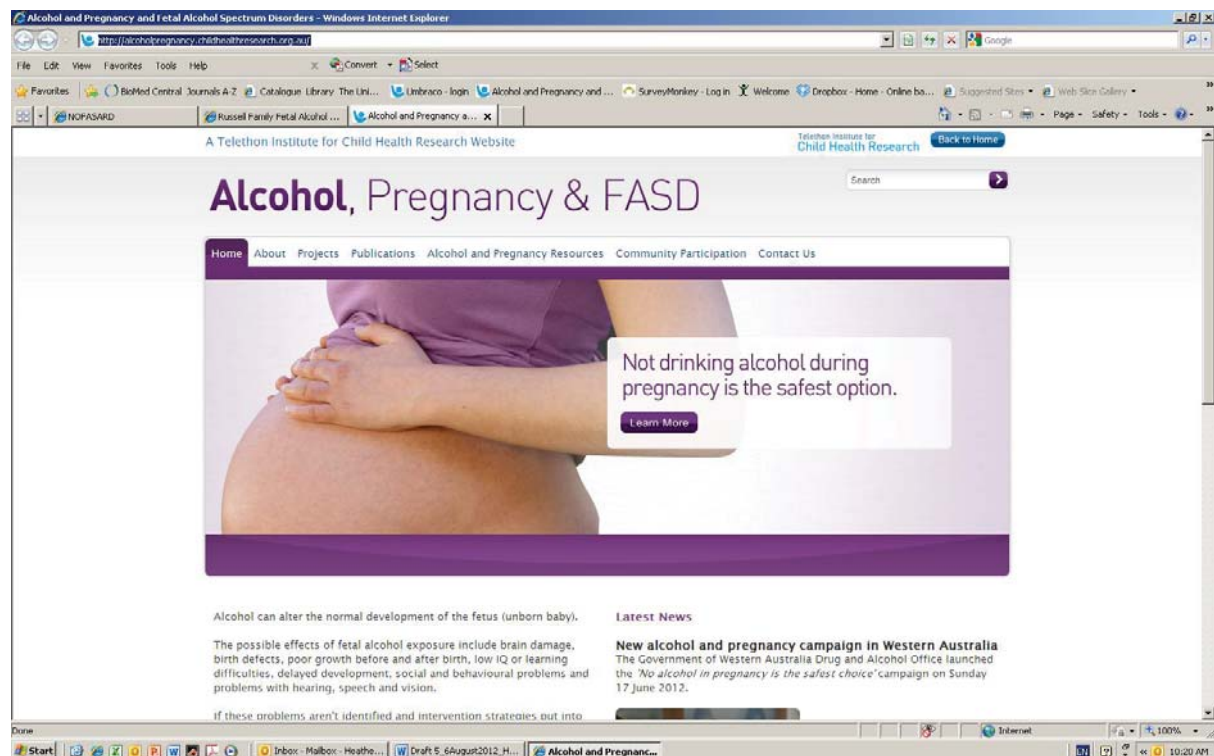 Alcohol and Pregnancy and Fetal Alcohol Spectrum Disorders - Windows Internet Explorer
http://alcoholpregnancy.childhealthresearch.org.au/
Google
File Edit View Favorites Tools Help
Convert Select
Favorites BioMed Central Journals A-Z Catalogue Library The Uni... Umbraco - login Alcohol and Pregnancy and ... SurveyMonkey - Log in Welcome Dropbox - Home - Online ba... Suggested Sites Web Slice Gallery
NOFASARD Russell Family Fetal Alcohol ... Alcohol and Pregnancy a... Page Safety Tools
A Telethon Institute for Child Health Research Website
Telethon Institute for
Child Health Research
Back to Home
Alcohol, Pregnancy & FASD
Search
Home About Projects Publications Alcohol and Pregnancy Resources Community Participation Contact Us
Not drinking alcohol during
pregnancy is the safest option.
Learn More
Alcohol can alter the normal development of the fetus (unborn baby).
The possible effects of fetal alcohol exposure include brain damage,
birth defects, poor growth before and after birth, low IQ or learning
difficulties, delayed development, social and behavioural problems and
problems with hearing, speech and vision.
If these problems aren't identified and intervention strategies put into
Latest News
New alcohol and pregnancy campaign in Western Australia
The Government of Western Australia Drug and Alcohol Office launched
the 'No alcohol in pregnancy is the safest choice' campaign on Sunday
17 June 2012.
Done Internet 100%
Start Inbox - Mailbox - Heathe... Draft 5_6August2012_H... Alcohol and Pregnanc... EN 10:20 AM